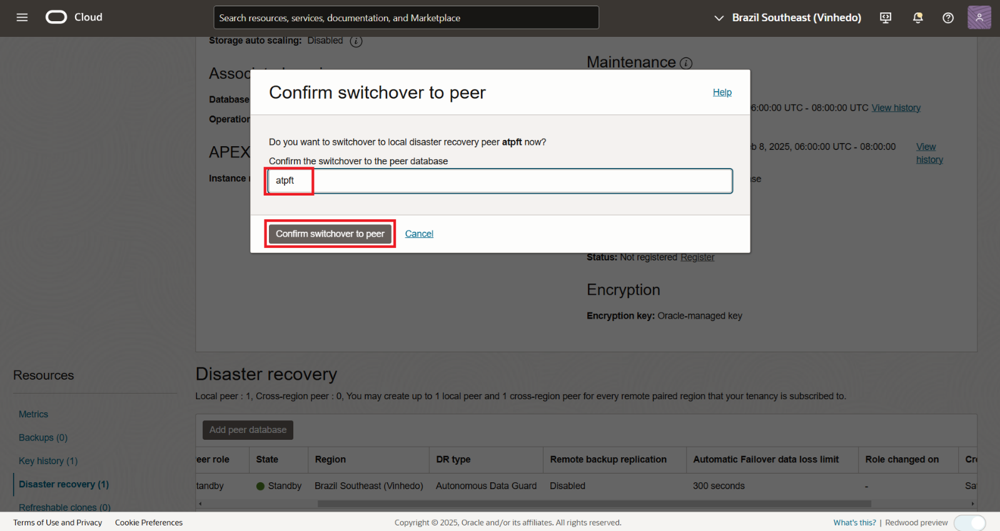 Cloud
Search resources, services, documentation, and Marketplace
Brazil Southeast (Vinhedo)
Storage auto scaling: Disabled
Maintenance
Confirm switchover to peer
Help
Database
6:00:00 UTC - 08:00:00 UTC View history
Do you want to switchover to local disaster recovery peer atpft now?
b 8, 2025, 06:00:00 UTC - 08:00:00
View
history
APEX
Confirm the switchover to the peer database
atpft
Instance
Confirm switchover to peer
Cancel
Status: Not registered Register
Encryption
Encryption key: Oracle-managed key
Resources
Metrics
Backups (0)
Key history (1)
Disaster recovery (1)
Refreshable clones (0)
Disaster recovery
Local peer : 1, Cross-region peer : 0, You may create up to 1 local peer and 1 cross-region peer for every remote paired region that your tenancy is subscribed to.
Add peer database
eer role State Region DR type Remote backup replication Automatic Failover data loss limit Role changed on Cr
tandby Standby Brazil Southeast (Vinhedo) Autonomous Data Guard Disabled 300 seconds - Sa
Terms of Use and Privacy Cookie Preferences
Copyright © 2025, Oracle and/or its affiliates. All rights reserved.
What's this? | Redwood preview